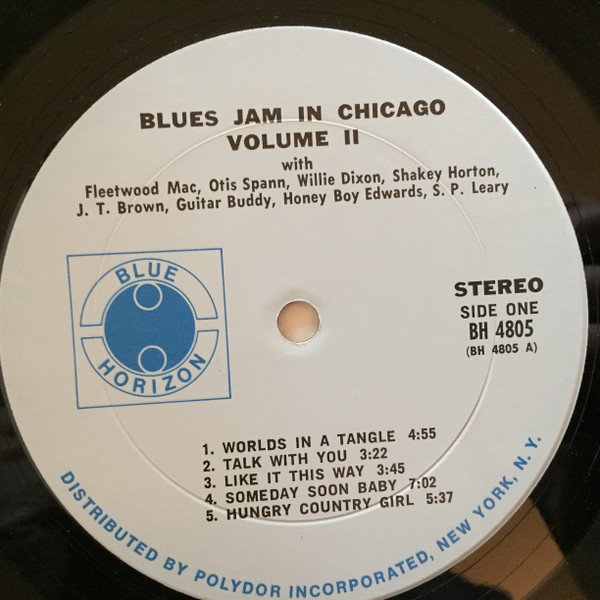 BLUES JAM IN CHICAGO
VOLUME II
with
Fleetwood Mac, Otis Spann, Willie Dixon, Shakey Horton,
J. T. Brown, Guitar Buddy, Honey Boy Edwards, S. P. Leary
BLUE
HORIZON
STEREO
SIDE ONE
BH 4805
(BH 4805 A)
1. WORLDS IN A TANGLE 4:55
2. TALK WITH YOU 3:22
3. LIKE IT THIS WAY 3:45
4. SOMEDAY SOON BABY 7:02
5. HUNGRY COUNTRY GIRL 5:37
DISTRIBUTED BY POLYDOR INCORPORATED, NEW YORK, N. Y.